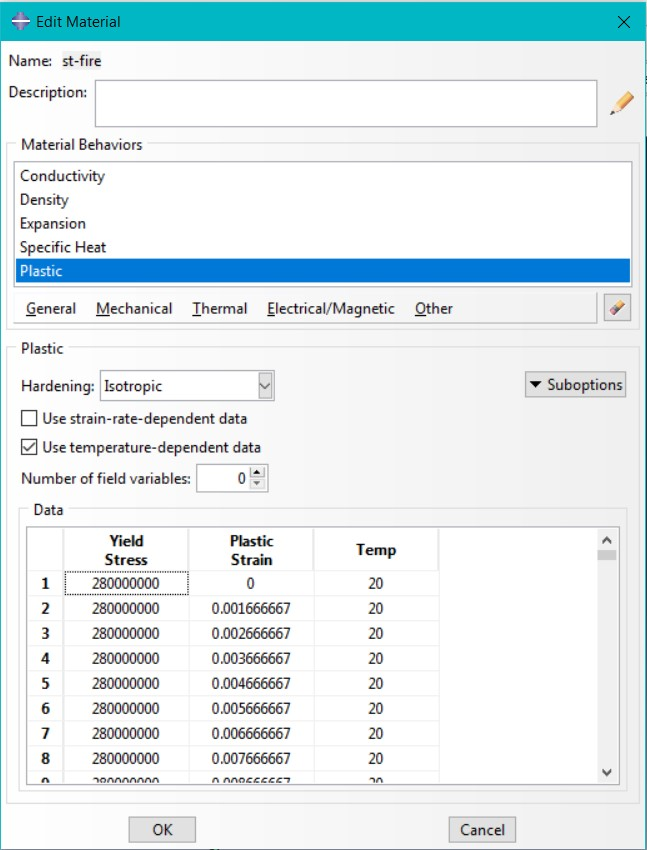 Edit Material
Name: st-fire
Description:
Material Behaviors
Conductivity
Density
Expansion
Specific Heat
Plastic
General Mechanical Thermal Electrical/Magnetic Other
Plastic
Hardening: Isotropic
Suboptions
Use strain-rate-dependent data
Use temperature-dependent data
Number of field variables: 0
Data
Yield Stress Plastic Strain Temp
1 280000000 0 20
2 280000000 0.001666667 20
3 280000000 0.002666667 20
4 280000000 0.003666667 20
5 280000000 0.004666667 20
6 280000000 0.005666667 20
7 280000000 0.006666667 20
8 280000000 0.007666667 20
OK Cancel